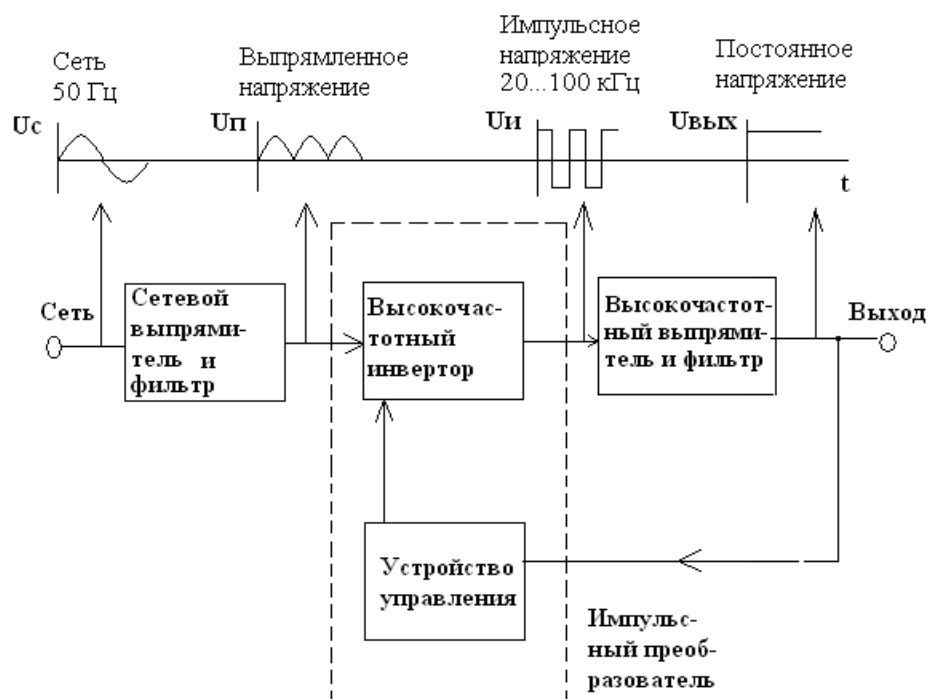 Сеть
50 Гц
Выпрямленное
напряжение
Импульсное
напряжение
20...100 кГц
Постоянное
напряжение
Uс
Uп
Uи
Uвых
t
Сеть
Сетевой
выпрями-
тель и
фильтр
Высокочас-
тотный
инвертор
Высокочастот-
ный выпрями-
тель и фильтр
Выход
Устройство
управления
Импульс-
ный преоб-
разователь